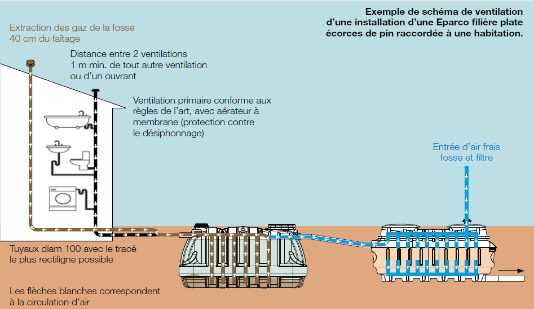 Exemple de schéma de ventilation
d'une installation d'une Eparco filière plate
écorces de pin raccordée à une habitation.
Extraction des gaz de la fosse
40 cm du faîtage
Distance entre 2 ventilations
1 m min. de tout autre ventilation
ou d'un ouvrant
Ventilation primaire conforme aux
règles de l'art, avec aérateur à
membrane (protection contre
le désiphonnage)
Entrée d'air frais
fosse et filtre
Tuyaux diam 100 avec le tracé
le plus rectiligne possible
Les flèches blanches correspondent
à la circulation d'air